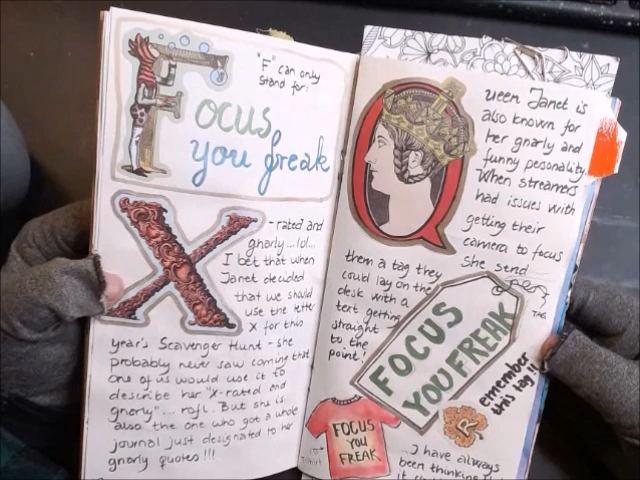 "F" can only
stand for!
Focus
you freak
X - rated and
gnarly...lol...
I bet that when
Janet decided
that we should
use the letter
X for this
year's Scavenger Hunt - she
probably never saw coming that
one of us would use it to
describe her "X-rated and
gnarly"... rofl. But she is
also the one who got a whole
journal just designated to her
gnarly quotes!!!
Queen Janet is
also known for
her gnarly and
funny personality.
When streamers
had issues with
getting their
camera to focus
she send
them a tag they
could lay on the
desk with a
text getting
straight
to the
point!
TAG
FOCUS
YOU FREAK
Remember
this tag!!
FOCUS
YOU
FREAK
T-shirt
...I have always
been thinking